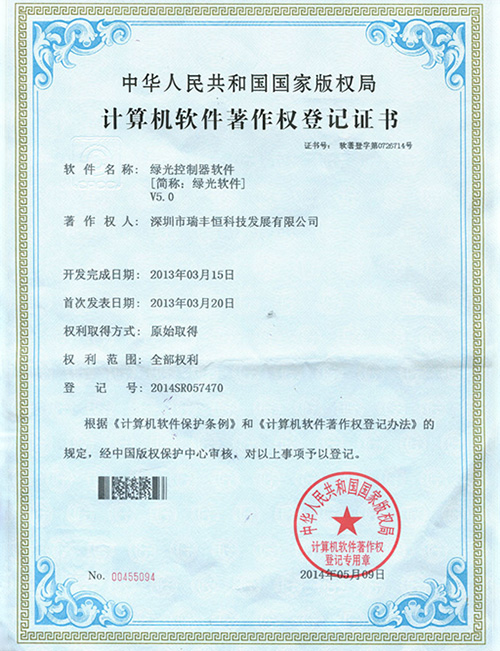 中华人民共和国国家版权局
计算机软件著作权登记证书
证书号： 软著登字第0726714号
软件名称： 绿光控制器软件
[简称：绿光软件]
V5.0
著作权人： 深圳市瑞丰恒科技发展有限公司
开发完成日期： 2013年03月15日
首次发表日期： 2013年03月20日
权利取得方式： 原始取得
权利范围： 全部权利
登记号： 2014SR057470
根据《计算机软件保护条例》和《计算机软件著作权登记办法》的
规定，经中国版权保护中心审核，对以上事项予以登记。
中华人民共和国国家版权局
计算机软件著作权
登记专用章
No. 00455094
2014年05月09日